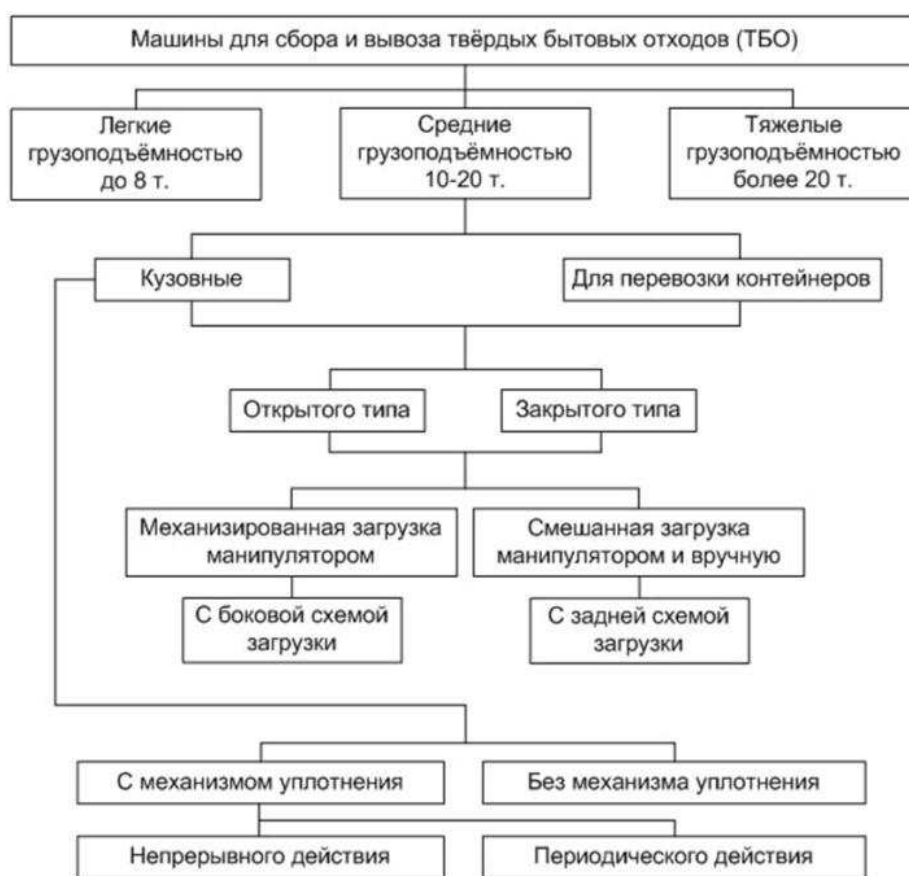 Машины для сбора и вывоза твёрдых бытовых отходов (ТБО)
Легкие
грузоподъёмностью
до 8 т.
Средние
грузоподъёмностью
10-20 т.
Тяжелые
грузоподъёмностью
более 20 т.
Кузовные
Для перевозки контейнеров
Открытого типа
Закрытого типа
Механизированная загрузка
манипулятором
Смешанная загрузка
манипулятором и вручную
С боковой схемой
загрузки
С задней схемой
загрузки
С механизмом уплотнения
Без механизма уплотнения
Непрерывного действия
Периодического действия